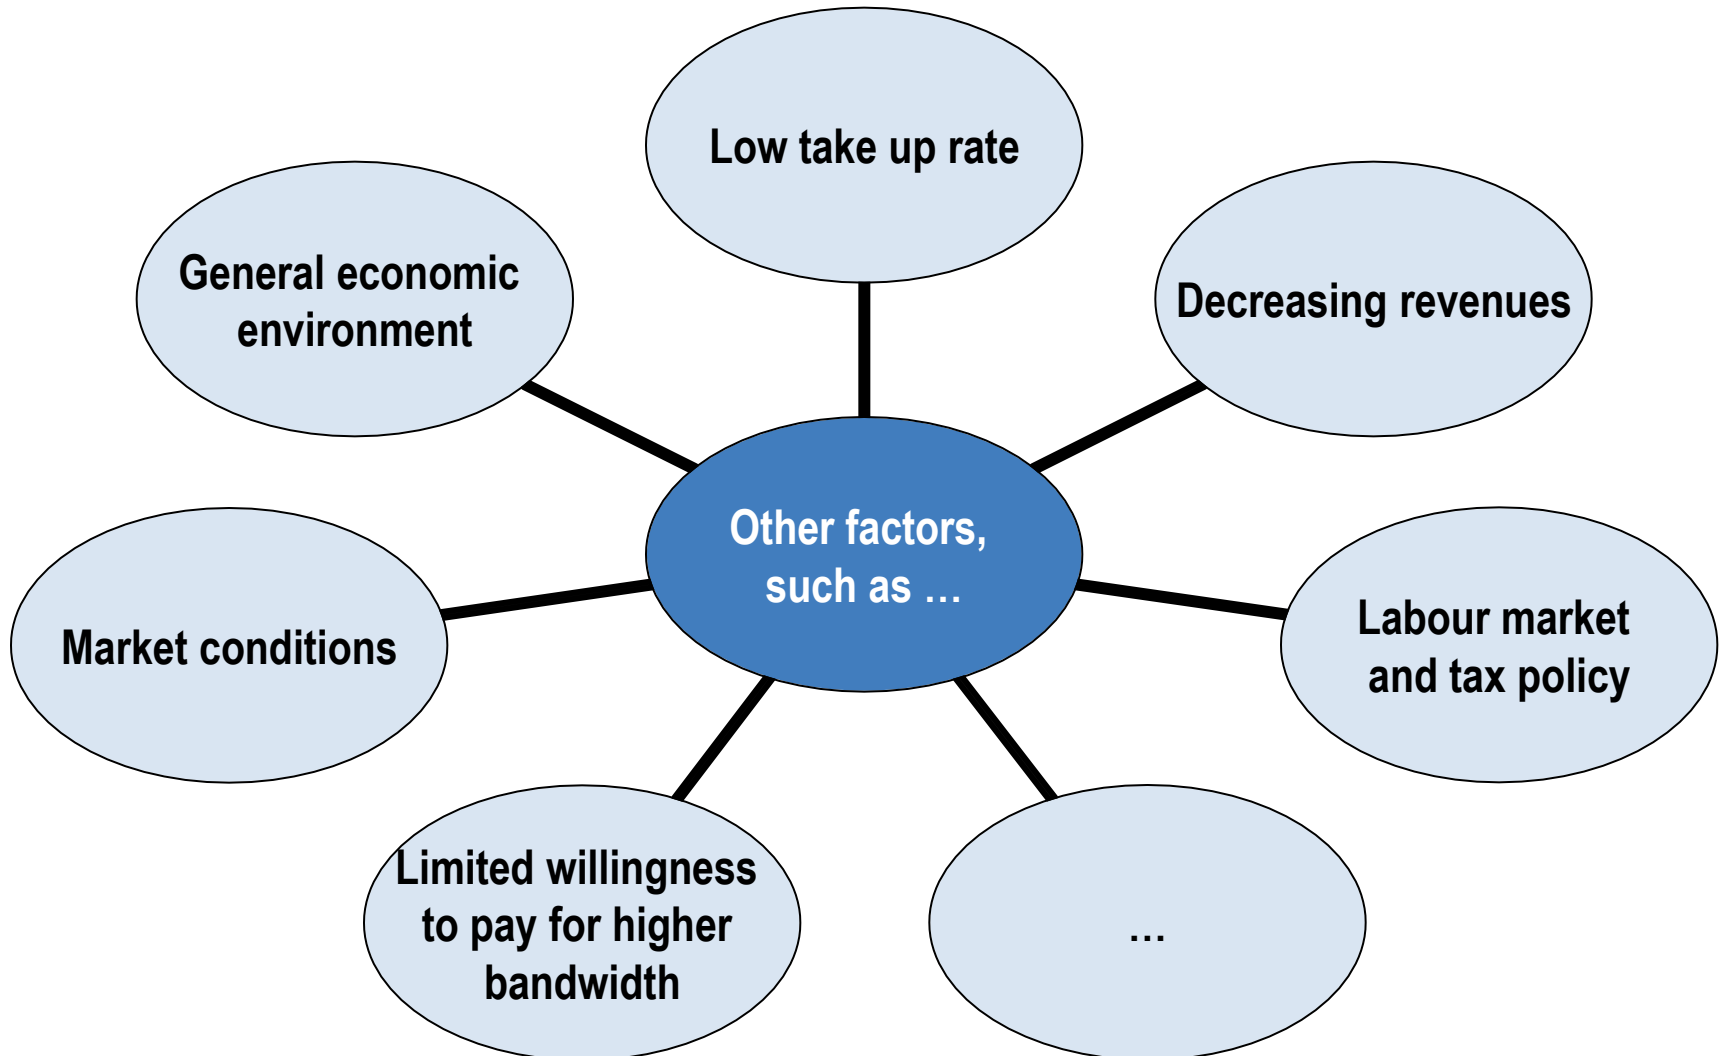 Low take up rate
General economic
environment
Decreasing revenues
Other factors,
such as …
Market conditions
Labour market
and tax policy
Limited willingness
to pay for higher
bandwidth
…